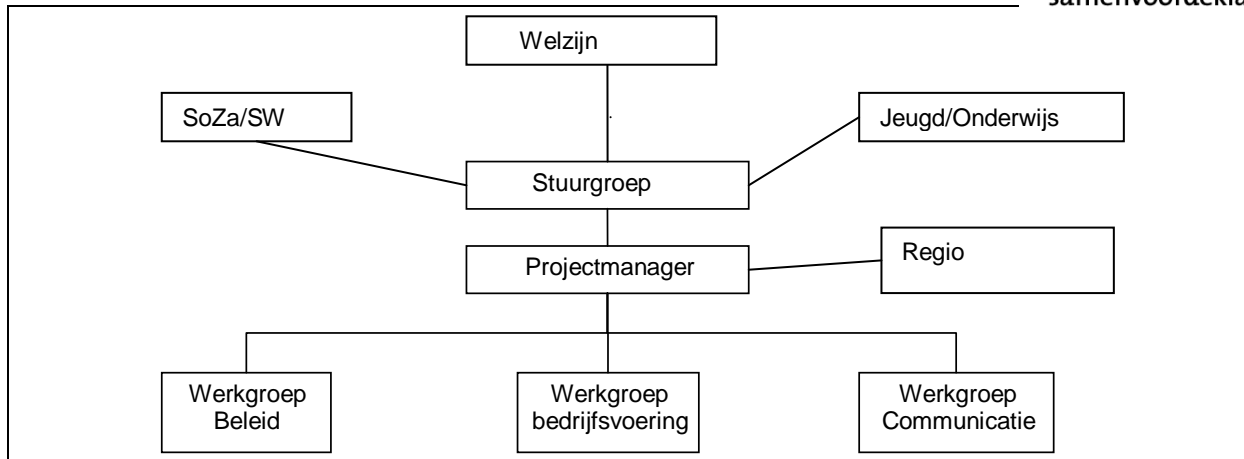 Welzijn
SoZa/SW
Jeugd/Onderwijs
Stuurgroep
Projectmanager
Regio
Werkgroep
Beleid
Werkgroep
bedrijfsvoering
Werkgroep
Communicatie